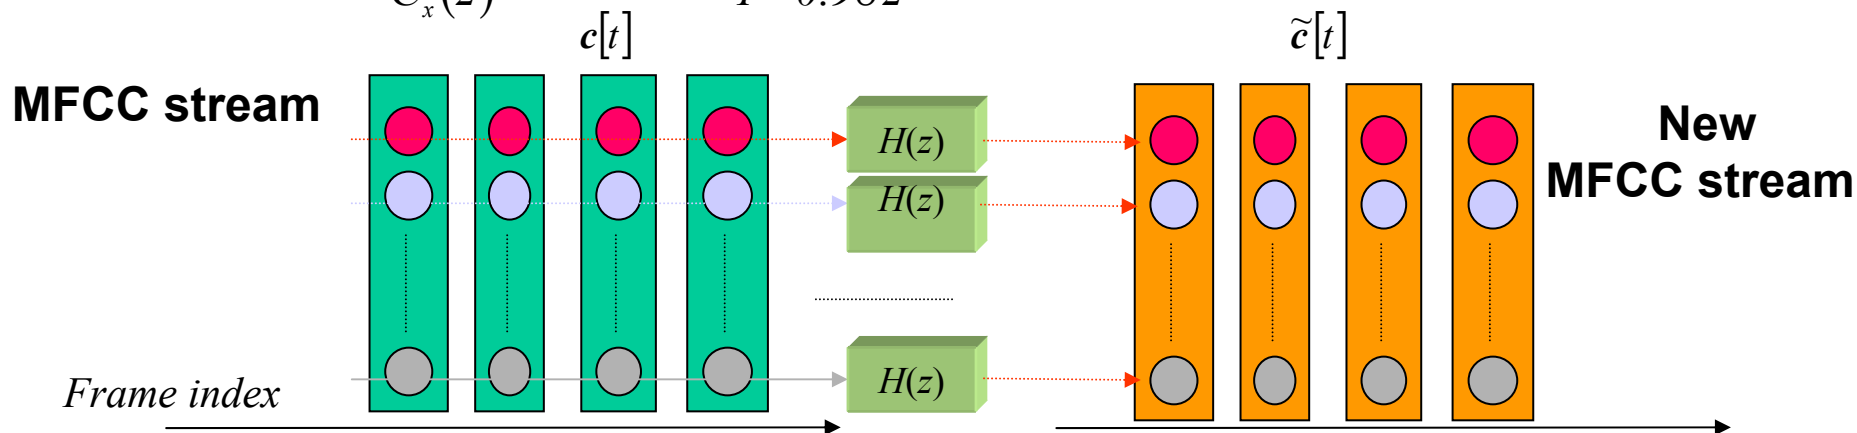 c[t]
c̃[t]
MFCC stream
H(z)
H(z)
H(z)
New
MFCC stream
Frame index